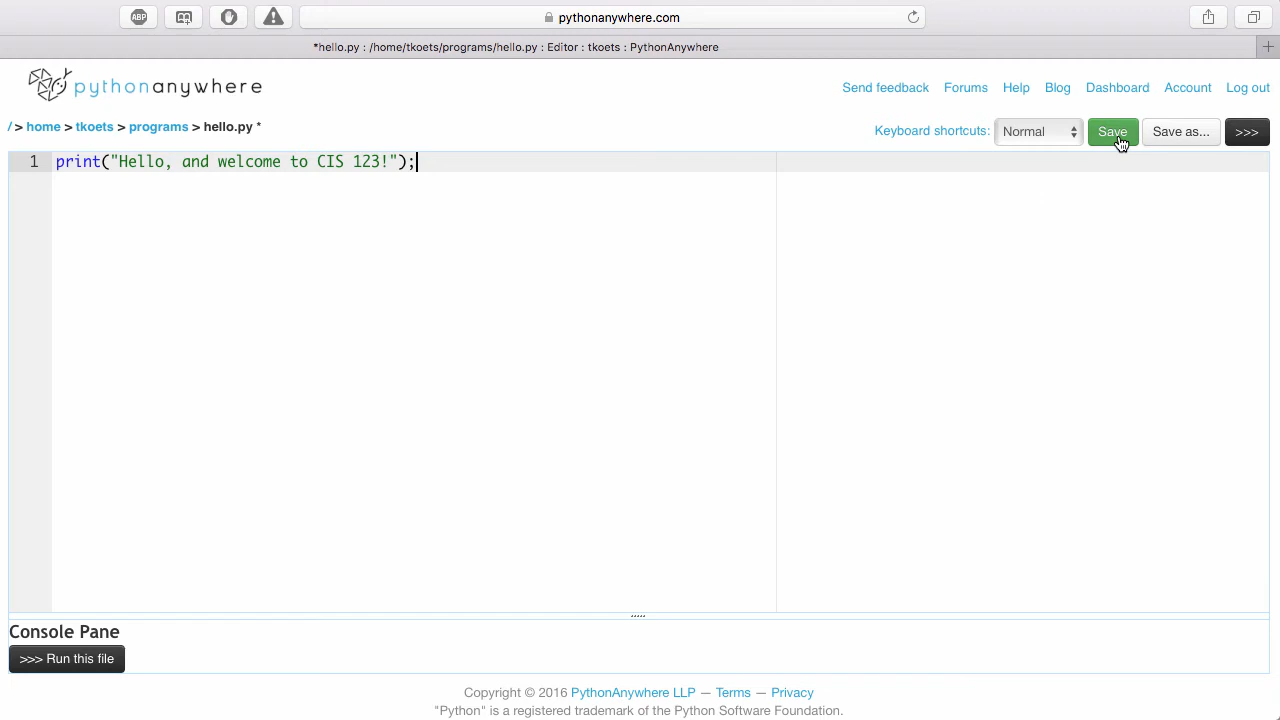 ABP
pythonanywhere.com
*hello.py : /home/tkoets/programs/hello.py : Editor : tkoets : PythonAnywhere
+
pythonanywhere
Send feedback Forums Help Blog Dashboard Account Log out
/ > home > tkoets > programs > hello.py *
Keyboard shortcuts: Normal Save Save as... >>>
1 print("Hello, and welcome to CIS 123!");
Console Pane
>>> Run this file
Copyright © 2016 PythonAnywhere LLP — Terms — Privacy
"Python" is a registered trademark of the Python Software Foundation.